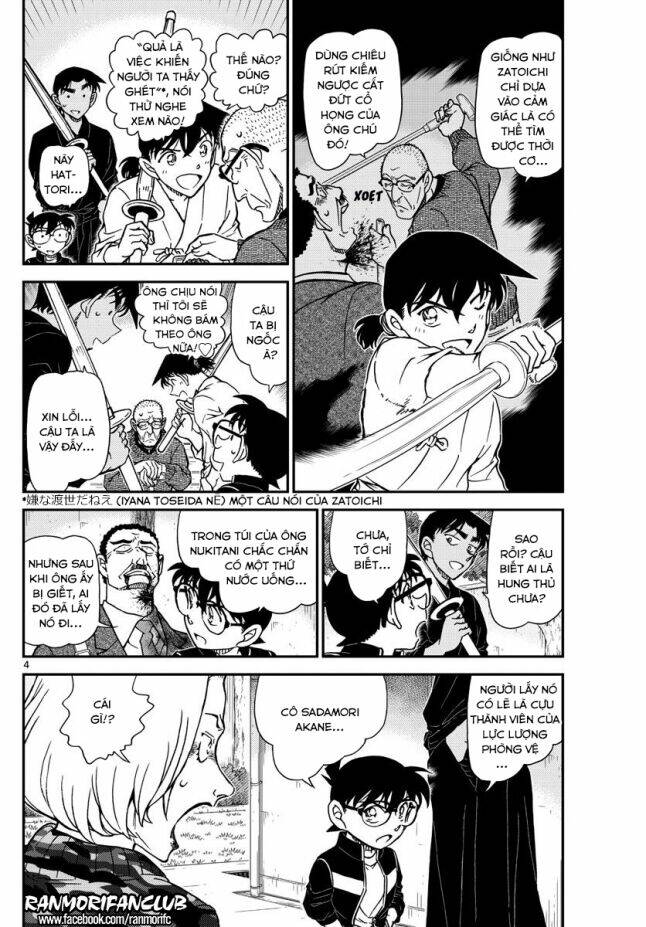 GIỐNG NHƯ
ZATOICHI
CHỈ DỰA
VÀO CẢM
GIÁC LÀ CÓ
THỂ TÌM
ĐƯỢC THỜI
CƠ...
DÙNG CHIÊU
RÚT KIẾM
NGƯỢC CẮT
ĐỨT CỔ
HỌNG CỦA
ÔNG CHÚ
ĐÓ!
XOẸT
THẾ NÀO?
ĐÚNG
CHỨ?
"QUẢ LÀ
VIỆC KHIẾN
NGƯỜI TA THẤY
GHÉT"*, NÓI
THỬ NGHE
XEM NÀO!
NÀY
HAT-
TORI...
CẬU
TA BỊ
NGỐC
À?
ÔNG CHỊU NÓI
THÌ TÔI SẼ
KHÔNG BÁM
THEO ÔNG
NỮA!♡
XIN LỖI...
CẬU TA LÀ
VẬY ĐẤY...
*嫌な渡世だねえ (IYANA TOSEIDA NĒ) MỘT CÂU NÓI CỦA ZATOICHI
SAO
RỒI? CẬU
BIẾT AI LÀ
HUNG THỦ
CHƯA?
CHƯA,
TỚ CHỈ
BIẾT...
TRONG TÚI CỦA ÔNG
NUKITANI CHẮC CHẮN
CÓ MỘT THỨ
NƯỚC UỐNG...
NHƯNG SAU
KHI ÔNG ẤY
BỊ GIẾT, AI
ĐÓ ĐÃ LẤY
NÓ ĐI...
4
NGƯỜI LẤY NÓ
CÓ LẼ LÀ CỰU
THÀNH VIÊN CỦA
LỰC LƯỢNG
PHÒNG VỆ
...
CÔ SADAMORI
AKANE...
CÁI
GÌ!?
RANMORIFANCLUB
www.facebook.com/ranmorifc